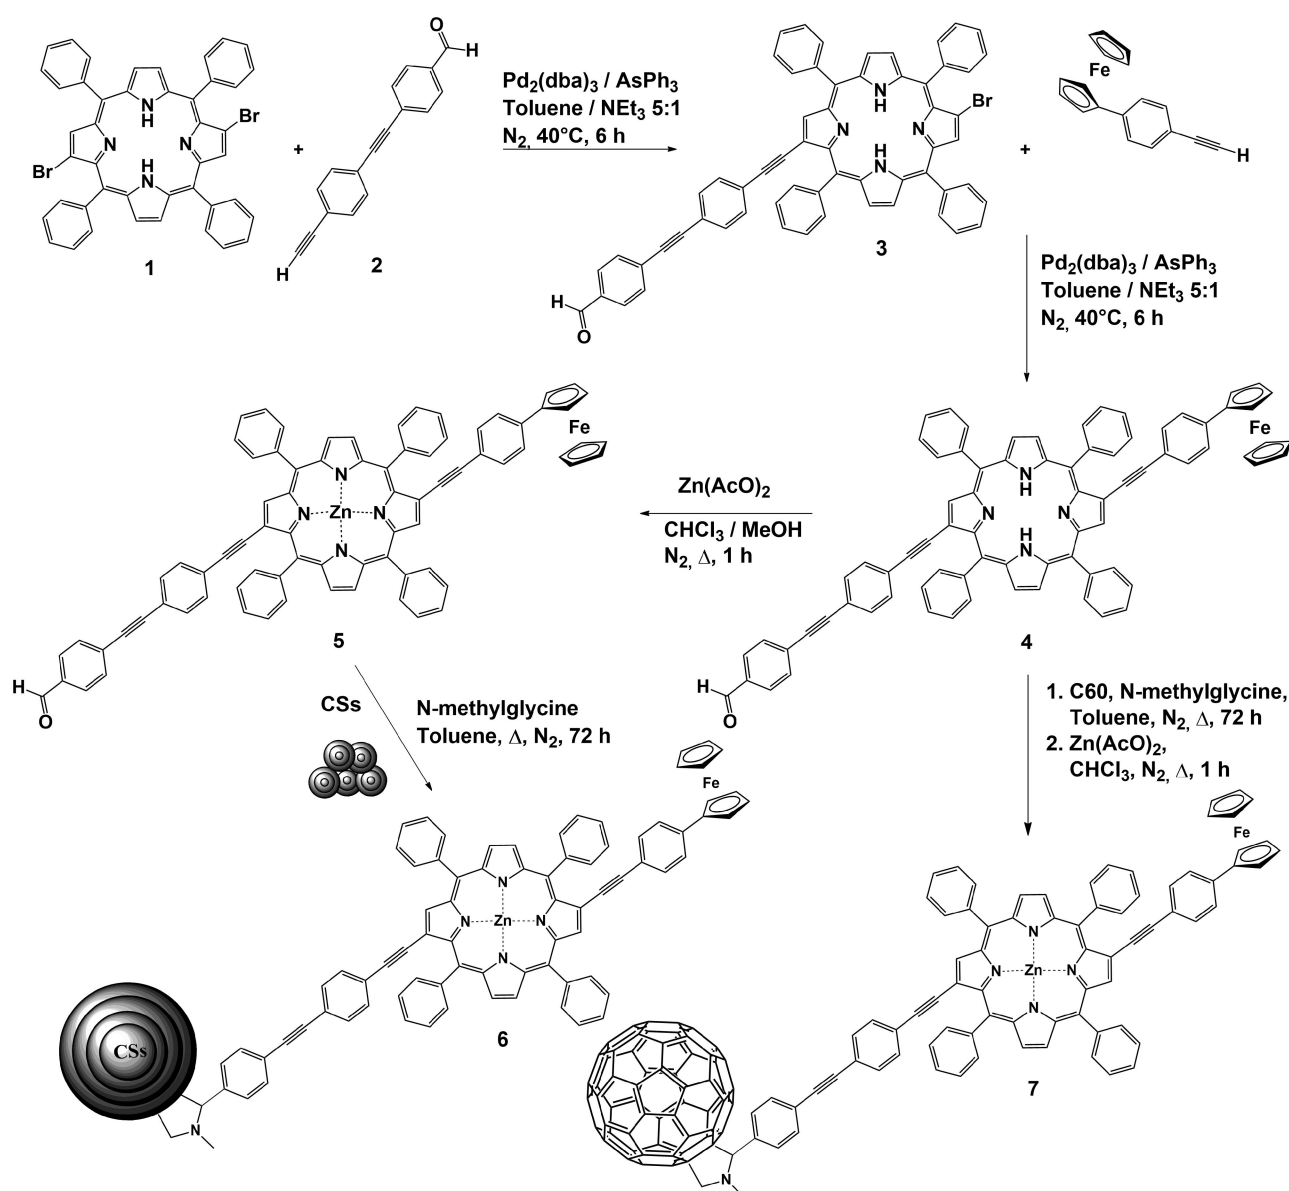 O
H
Br
N
H
N
N
H
N
Br
1
+
O
H
H
2
Pd2(dba)3 / AsPh3
Toluene / NEt3 5:1
N2, 40°C, 6 h
N
H
N
N
H
N
Br
O
H
3
+
Fe
H
Pd2(dba)3 / AsPh3
Toluene / NEt3 5:1
N2, 40°C, 6 h
Fe
N
N
Zn
N
N
H
O
5
Zn(AcO)2
CHCl3 / MeOH
N2, Δ, 1 h
Fe
N
H
N
N
H
N
H
O
4
CSs
N-methylglycine
Toluene, Δ, N2, 72 h
1. C60, N-methylglycine,
Toluene, N2, Δ, 72 h
2. Zn(AcO)2,
CHCl3, N2, Δ, 1 h
Fe
N
N
Zn
N
N
CSs
N
6
Fe
N
N
Zn
N
N
N
7